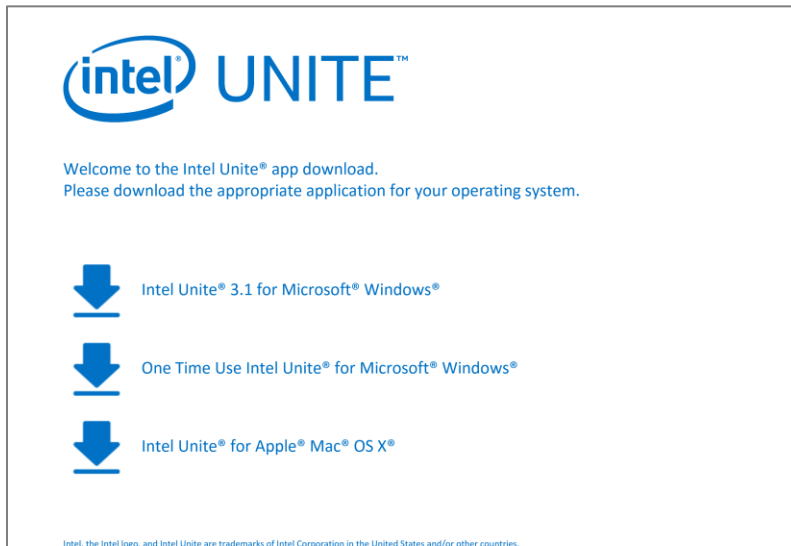 intel® UNITE™
Welcome to the Intel Unite® app download.
Please download the appropriate application for your operating system.
Intel Unite® 3.1 for Microsoft® Windows®
One Time Use Intel Unite® for Microsoft® Windows®
Intel Unite® for Apple® Mac® OS X®
Intel, the Intel logo, and Intel Unite are trademarks of Intel Corporation in the United States and/or other countries.